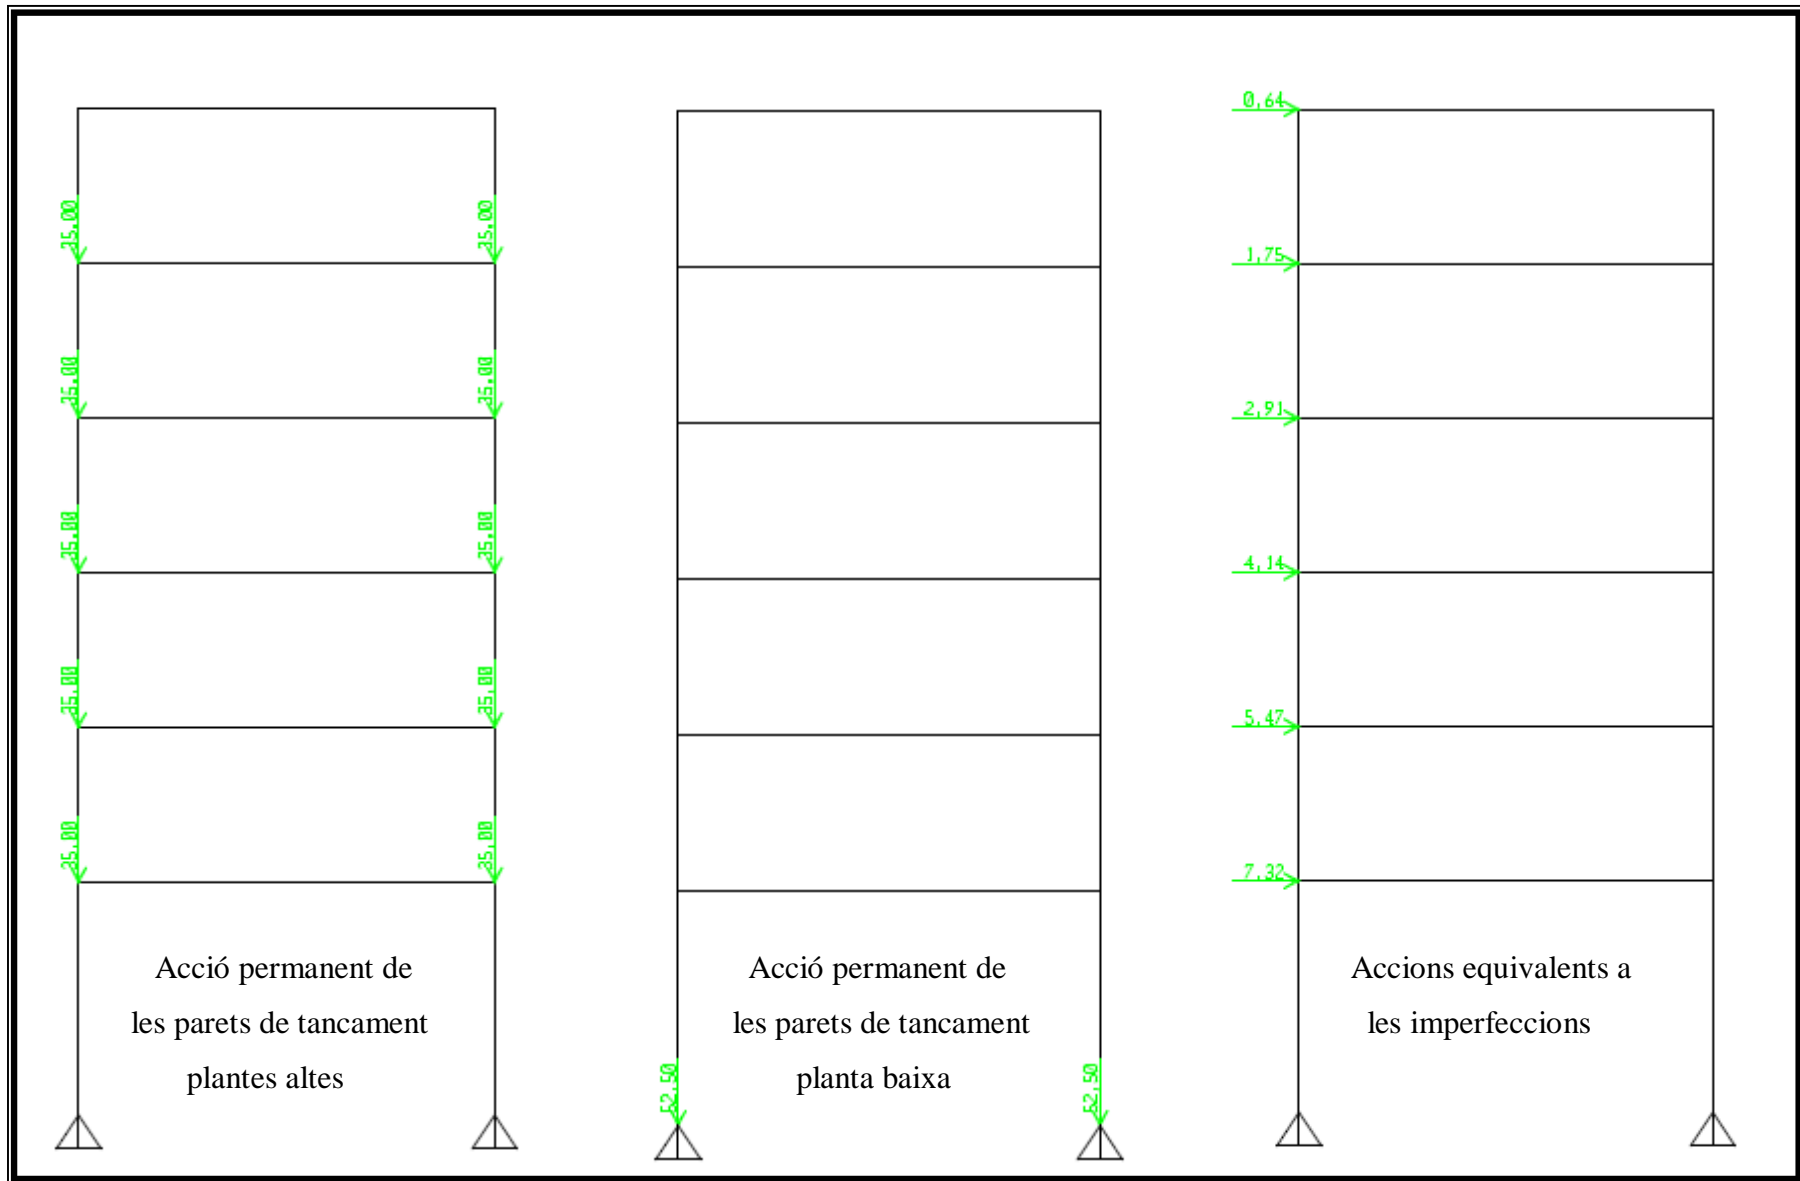 35.00 35.00
35.00 35.00
35.00 35.00
35.00 35.00
35.00 35.00
Acció permanent de
les parets de tancament
plantes altes
52,50 52,50
Acció permanent de
les parets de tancament
planta baixa
0,64
1,75
2,91
4,14
5,47
7,32
Accions equivalents a
les imperfeccions